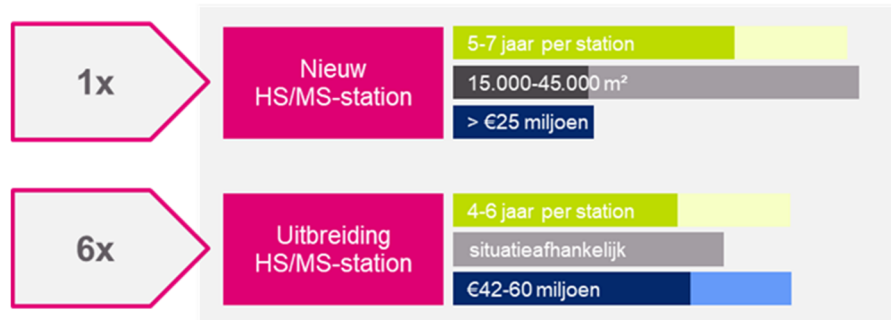 1x
Nieuw
HS/MS-station
5-7 jaar per station
15.000-45.000 m²
> €25 miljoen
6x
Uitbreiding
HS/MS-station
4-6 jaar per station
situatieafhankelijk
€42-60 miljoen